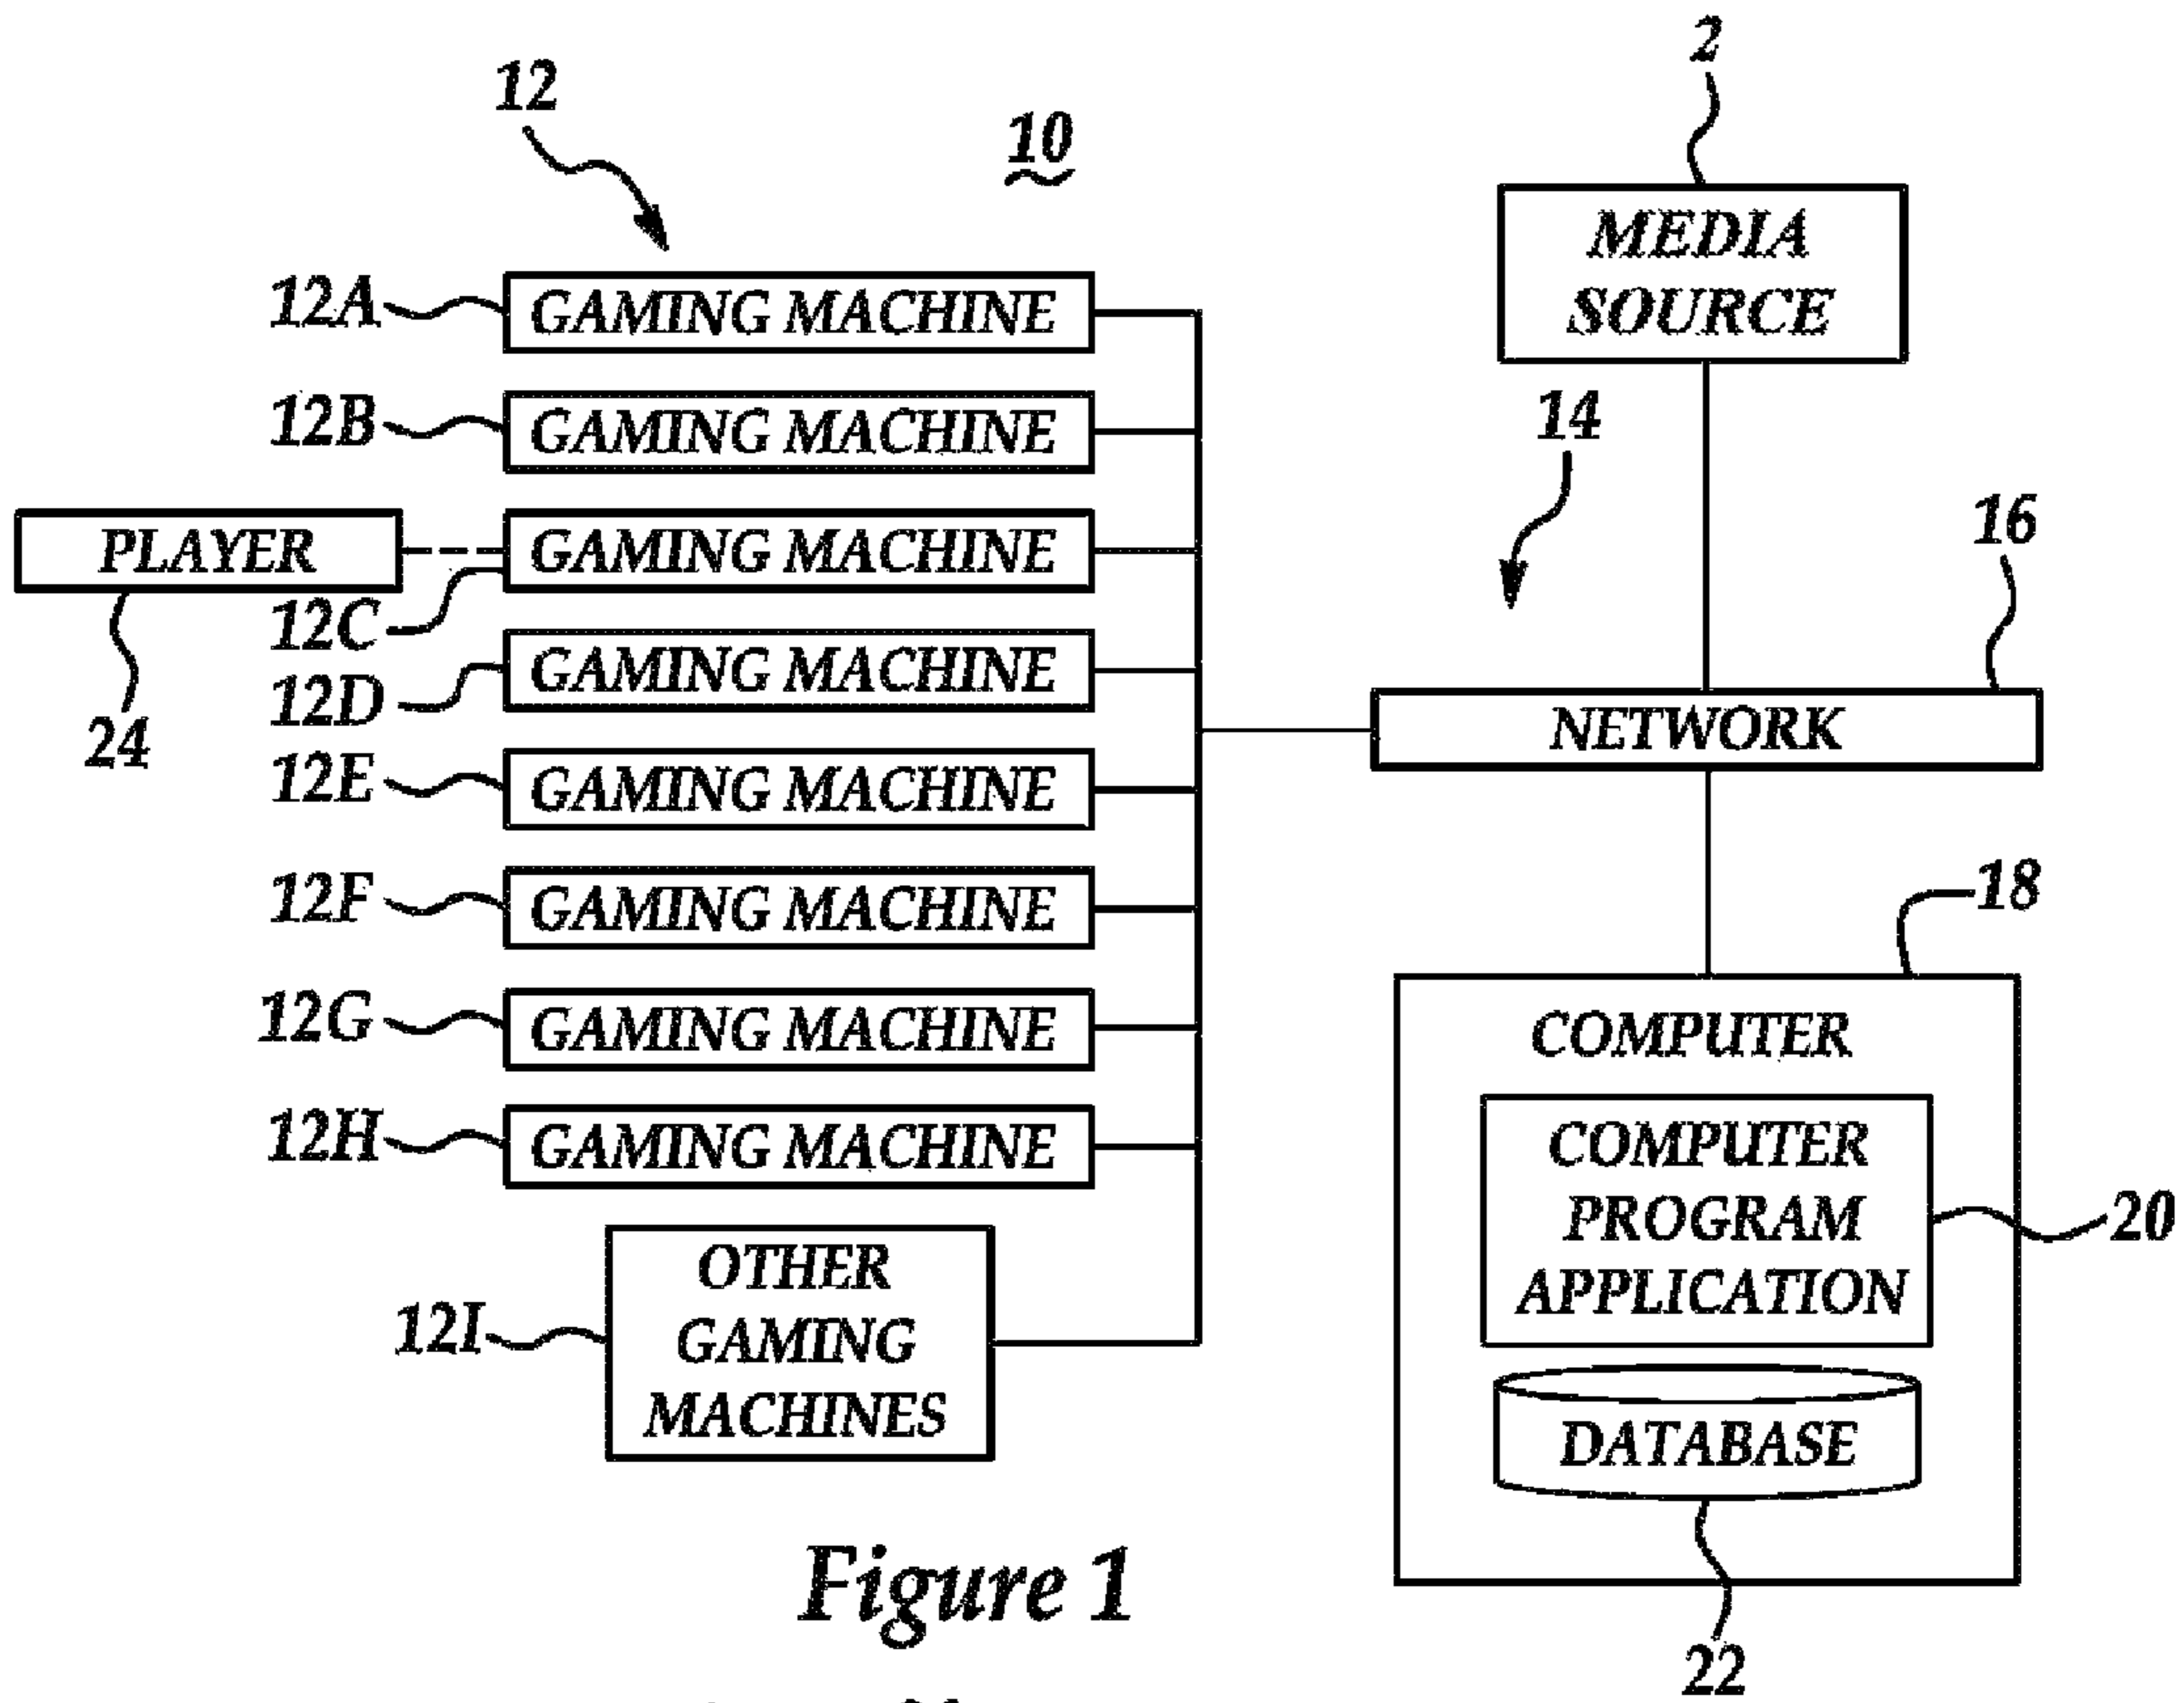 12
10
2
MEDIA
SOURCE
12A
GAMING MACHINE
12B
GAMING MACHINE
14
PLAYER
GAMING MACHINE
16
12C
24
12D
GAMING MACHINE
NETWORK
12E
GAMING MACHINE
12F
GAMING MACHINE
18
12G
GAMING MACHINE
COMPUTER
12H
GAMING MACHINE
COMPUTER
PROGRAM
APPLICATION
20
12I
OTHER
GAMING
MACHINES
DATABASE
22
Figure 1